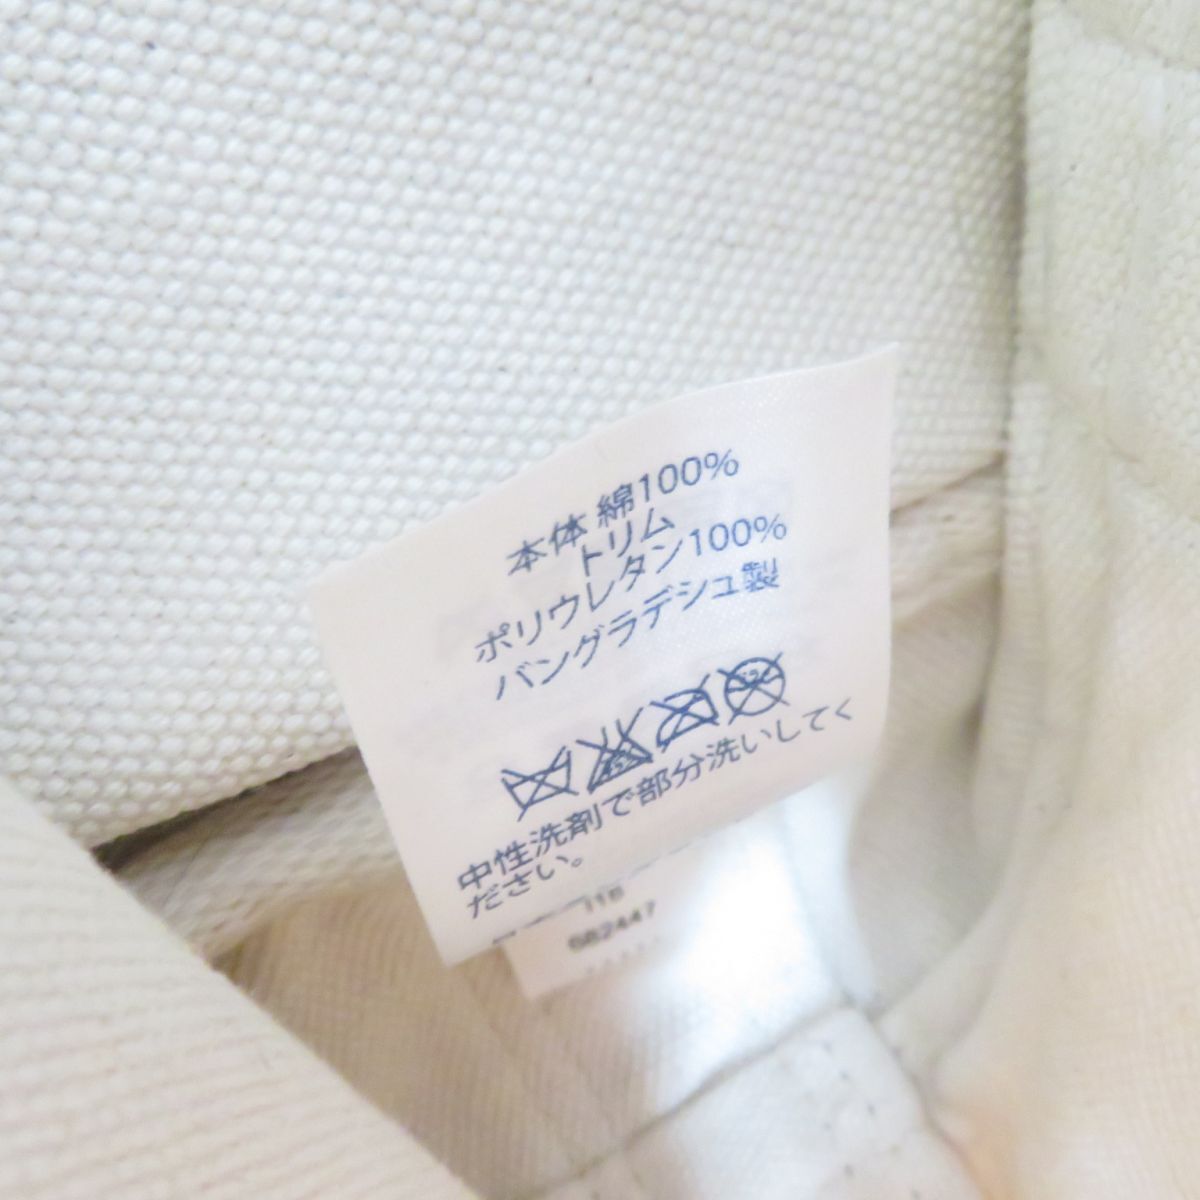 本体 綿100%
トリム
ポリウレタン100%
バングラデシュ製
中性洗剤で部分洗いしてく
ださい。
116
682447